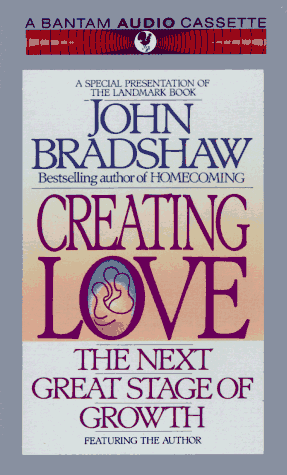 A BANTAM AUDIO CASSETTE
A SPECIAL PRESENTATION OF
THE LANDMARK BOOK
JOHN
BRADSHAW
Bestselling author of HOMECOMING
CREATING
LOVE
THE NEXT
GREAT STAGE OF
GROWTH
FEATURING THE AUTHOR